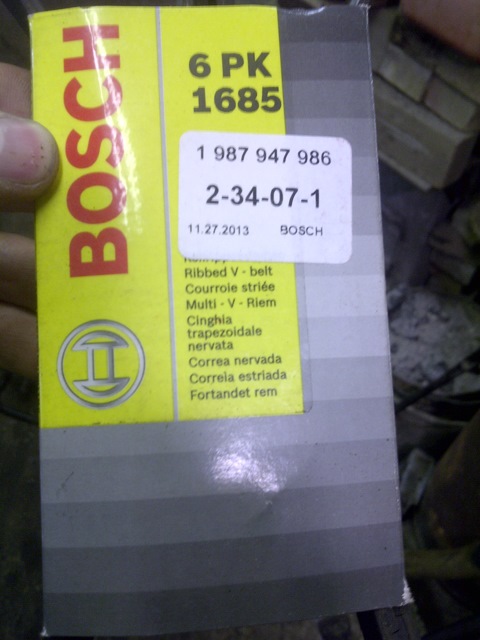 BOSCH
6 PK
1685
1 987 947 986
2-34-07-1
11.27.2013 BOSCH
Ribbed V - belt
Courroie striée
Multi - V - Riem
Cinghia
trapezoidale
nervata
Correa nervada
Correia estriada
Fortandet rem